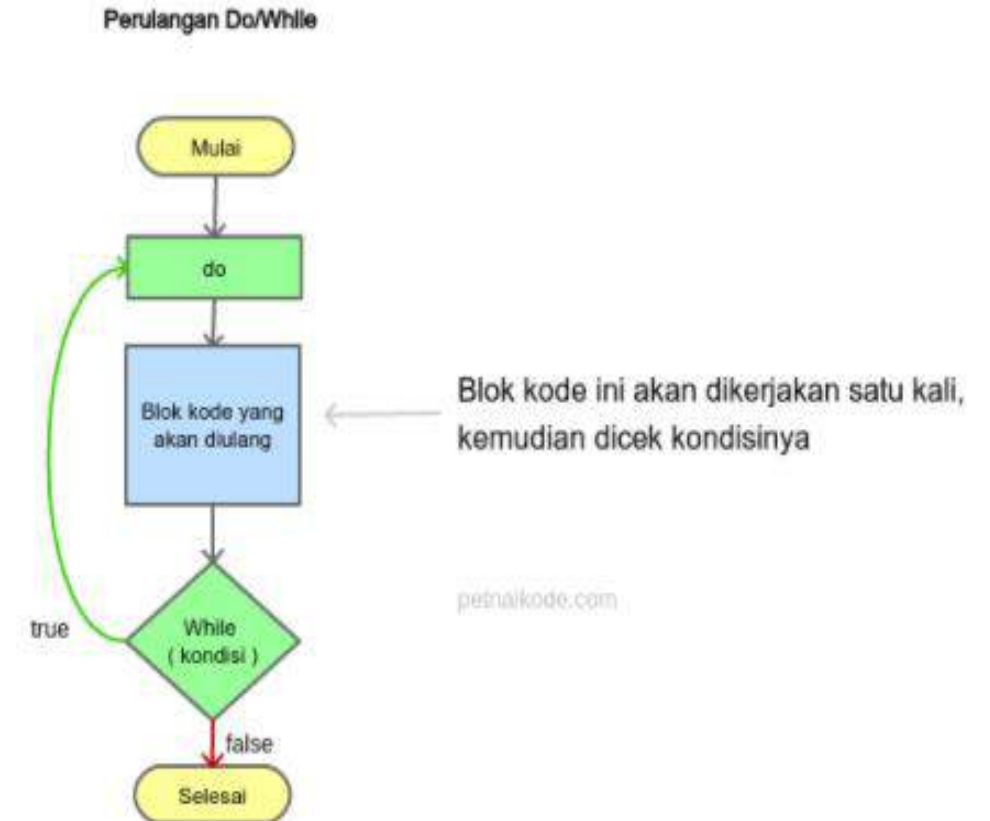 Perulangan Do/While
Mulai
do
Blok kode yang
akan diulang
Blok kode ini akan dikerjakan satu kali,
kemudian dicek kondisinya
petnaikode.com
true
While
( kondisi )
false
Selesai